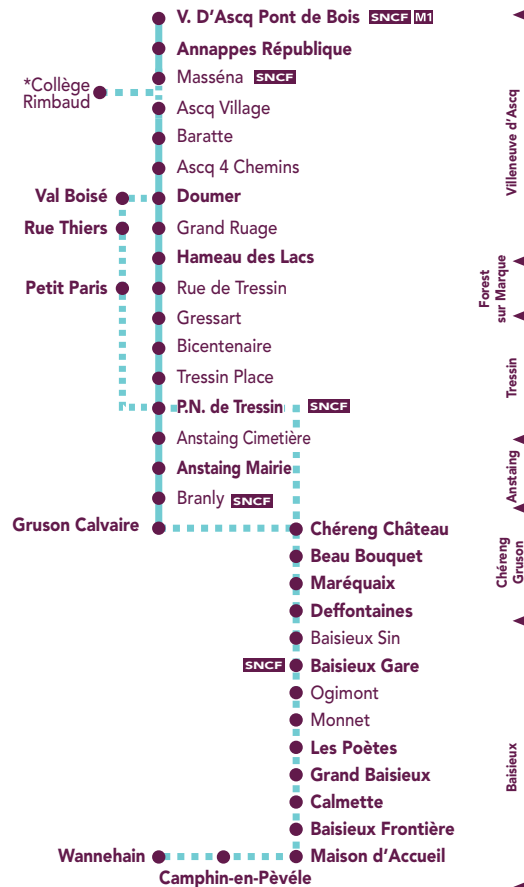 V. D'Ascq Pont de Bois SNCF M1
Annappes République
Masséna SNCF
*Collège
Rimbaud
Ascq Village
Baratte
Ascq 4 Chemins
Val Boisé
Doumer
Rue Thiers
Grand Ruage
Hameau des Lacs
Petit Paris
Rue de Tressin
Gressart
Bicentenaire
Tressin Place
P.N. de Tressin SNCF
Anstaing Cimetière
Anstaing Mairie
Branly SNCF
Gruson Calvaire
Chéreng Château
Beau Bouquet
Maréquaix
Deffontaines
Baisieux Sin
SNCF Baisieux Gare
Ogimont
Monnet
Les Poètes
Grand Baisieux
Calmette
Baisieux Frontière
Wannehain
Maison d'Accueil
Camphin-en-Pèvéle
Villeneuve d'Ascq
Forest
sur Marque
Tressin
Anstaing
Chéreng
Gruson
Baisieux